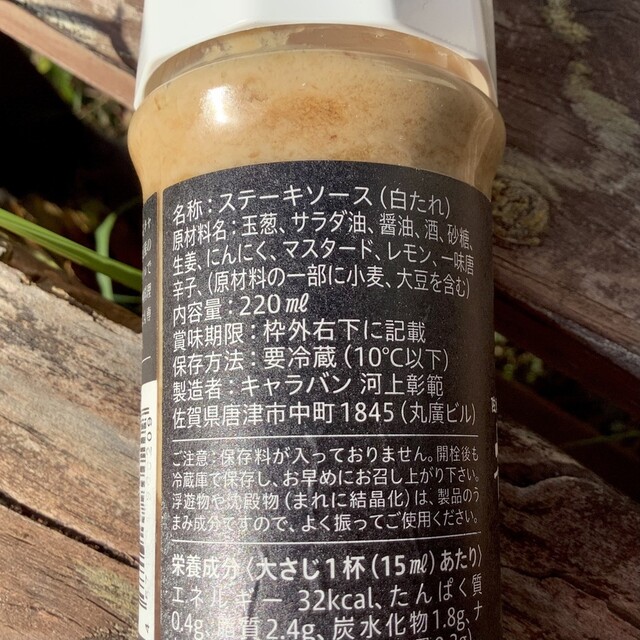 名称：ステーキソース（白たれ）
原材料名：玉葱、サラダ油、醤油、酒、砂糖、
生姜、にんにく、マスタード、レモン、一味唐
辛子、（原材料の一部に小麦、大豆を含む）
内容量：220㎖
賞味期限：枠外右下に記載
保存方法：要冷蔵（10℃以下）
製造者：キャラバン 河上彰範
佐賀県唐津市中町1845（丸廣ビル）
ご注意：保存料が入っておりません。開栓後も
冷蔵庫で保存し、お早めにお召し上がり下さい。
浮遊物や沈殿物（まれに結晶化）は、製品のう
まみ成分ですので、よく振ってご使用ください。
栄養成分〈大さじ1杯（15㎖）あたり〉
エネルギー 32kcal、たんぱく質
0.4g、脂質2.4g、炭水化物1.8g、ナ